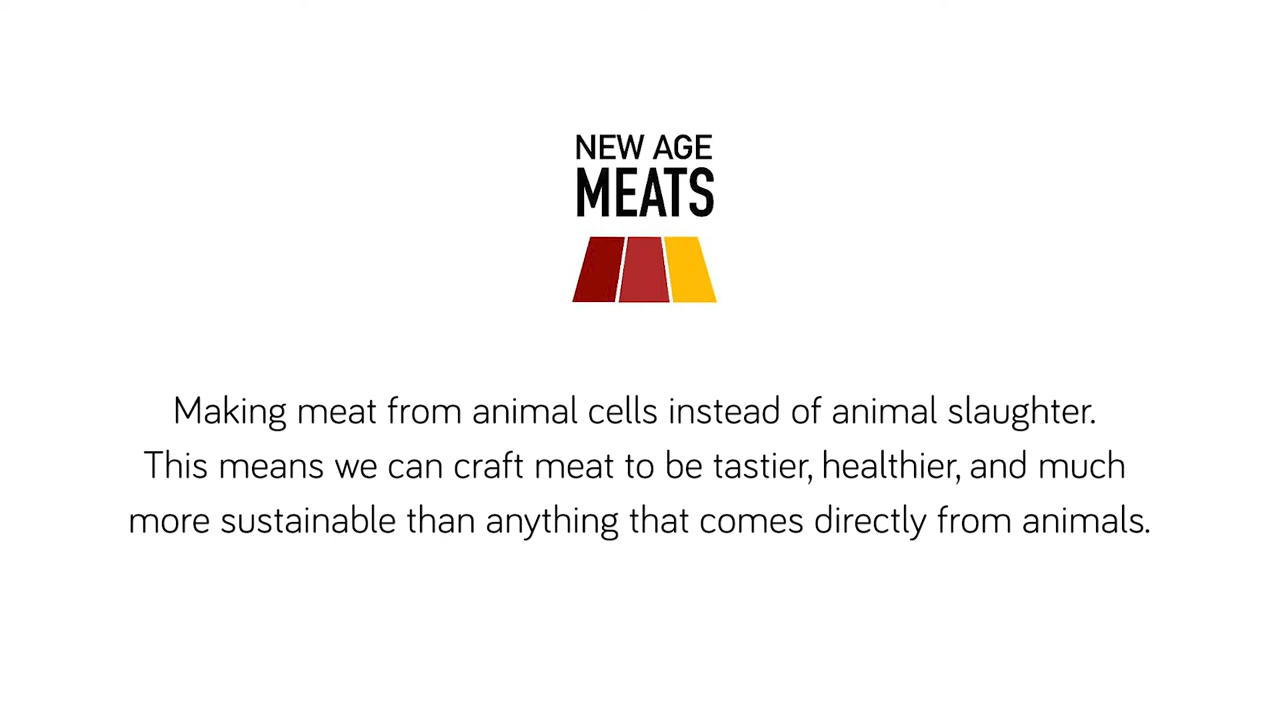 NEW AGE
MEATS
Making meat from animal cells instead of animal slaughter.
This means we can craft meat to be tastier, healthier, and much
more sustainable than anything that comes directly from animals.